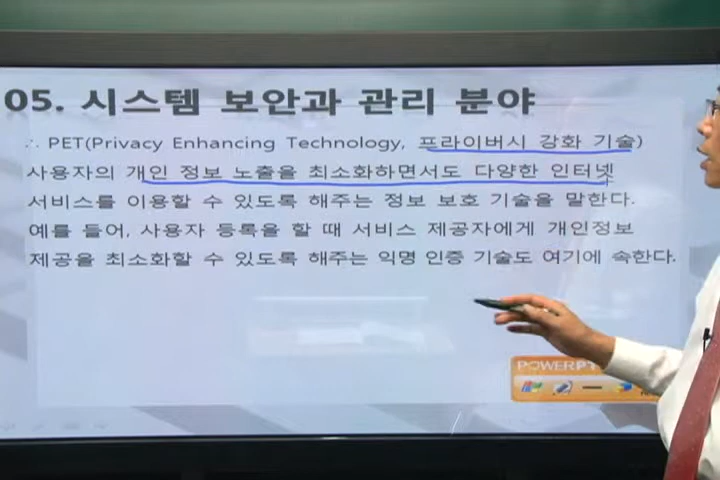 05. 시스템 보안과 관리 분야
∴ PET(Privacy Enhancing Technology, 프라이버시 강화 기술)
사용자의 개인 정보 노출을 최소화하면서도 다양한 인터넷
서비스를 이용할 수 있도록 해주는 정보 보호 기술을 말한다.
예를 들어, 사용자 등록을 할 때 서비스 제공자에게 개인정보
제공을 최소화할 수 있도록 해주는 익명 인증 기술도 여기에 속한다.